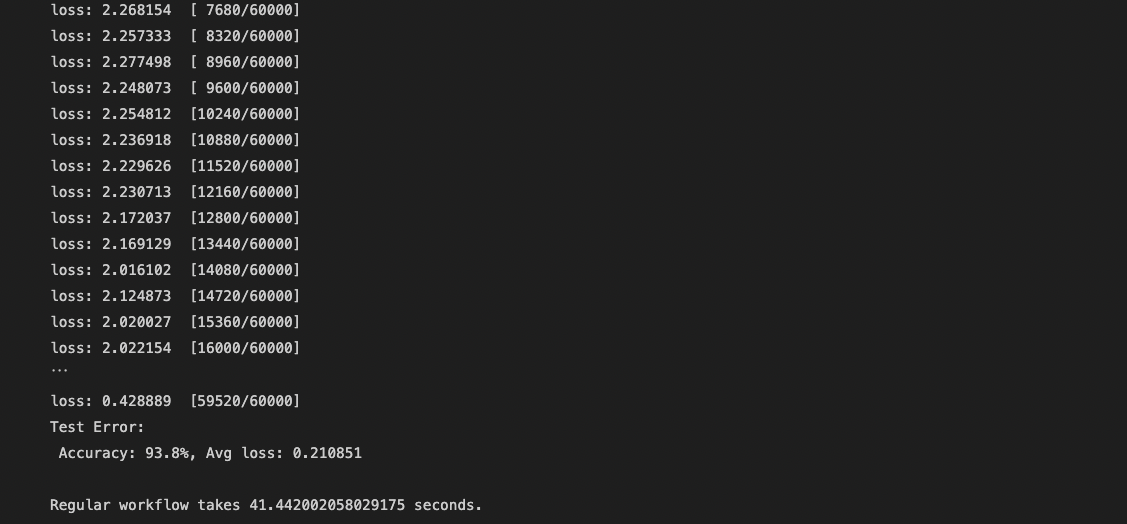 loss: 2.268154  [ 7680/60000]
loss: 2.257333  [ 8320/60000]
loss: 2.277498  [ 8960/60000]
loss: 2.248073  [ 9600/60000]
loss: 2.254812  [10240/60000]
loss: 2.236918  [10880/60000]
loss: 2.229626  [11520/60000]
loss: 2.230713  [12160/60000]
loss: 2.172037  [12800/60000]
loss: 2.169129  [13440/60000]
loss: 2.016102  [14080/60000]
loss: 2.124873  [14720/60000]
loss: 2.020027  [15360/60000]
loss: 2.022154  [16000/60000]
...
loss: 0.428889  [59520/60000]
Test Error:
 Accuracy: 93.8%, Avg loss: 0.210851
Regular workflow takes 41.442002058029175 seconds.